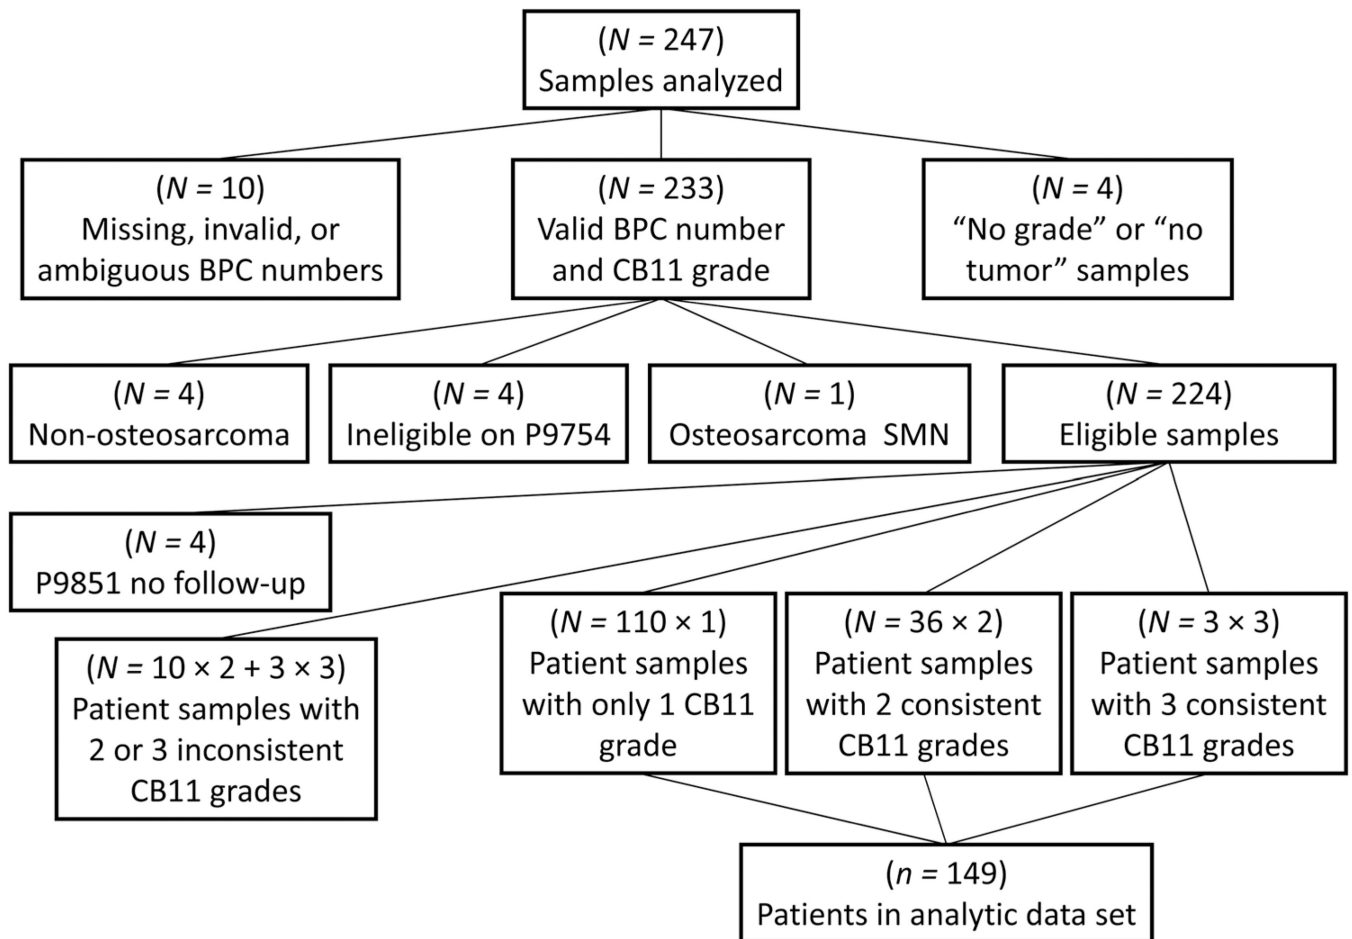 (N = 247)
Samples analyzed
(N = 10)
Missing, invalid, or
ambiguous BPC numbers
(N = 233)
Valid BPC number
and CB11 grade
(N = 4)
“No grade” or “no
tumor” samples
(N = 4)
Non-osteosarcoma
(N = 4)
Ineligible on P9754
(N = 1)
Osteosarcoma SMN
(N = 224)
Eligible samples
(N = 4)
P9851 no follow-up
(N = 10 × 2 + 3 × 3)
Patient samples with
2 or 3 inconsistent
CB11 grades
(N = 110 × 1)
Patient samples
with only 1 CB11
grade
(N = 36 × 2)
Patient samples
with 2 consistent
CB11 grades
(N = 3 × 3)
Patient samples
with 3 consistent
CB11 grades
(n = 149)
Patients in analytic data set